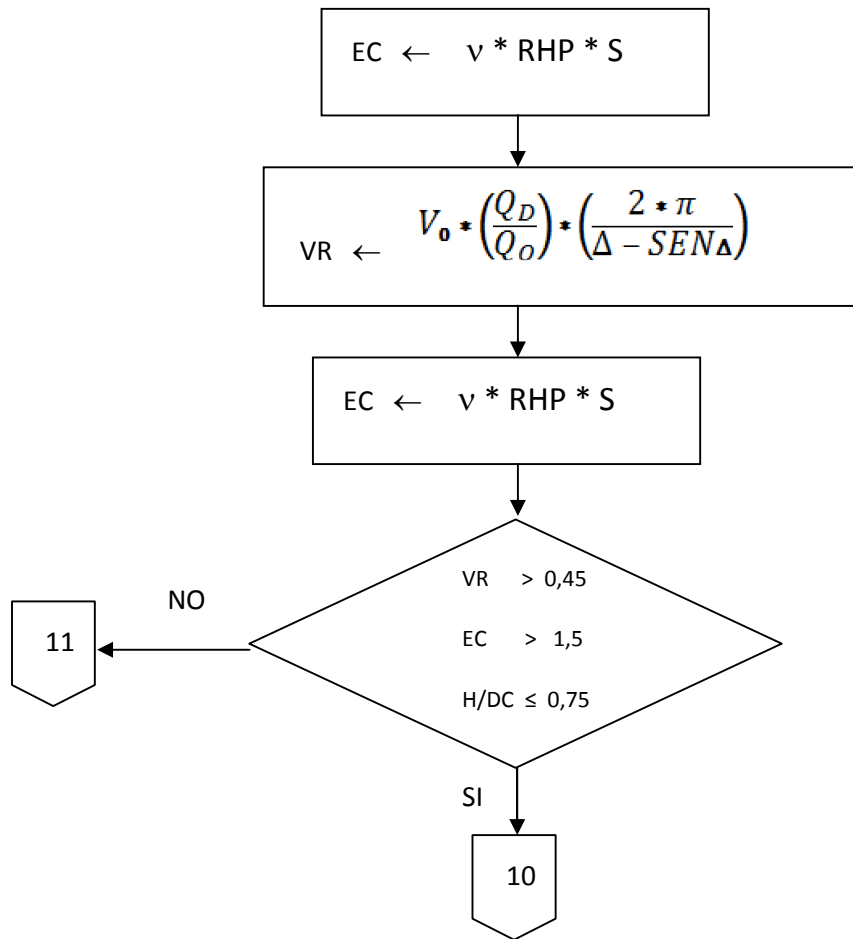 EC ← ν * RHP * S
VR ← V₀ * (Q_D / Q_O) * (2 * π / Δ − SEN Δ)
EC ← ν * RHP * S
VR > 0,45
NO
11
EC > 1,5
H/DC ≤ 0,75
SI
10